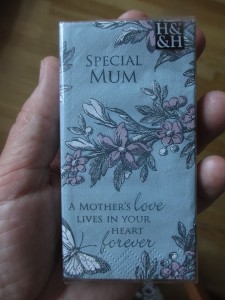 H&
&H
SPECIAL
MUM
A MOTHER'S love
LIVES IN YOUR
HEART
forever